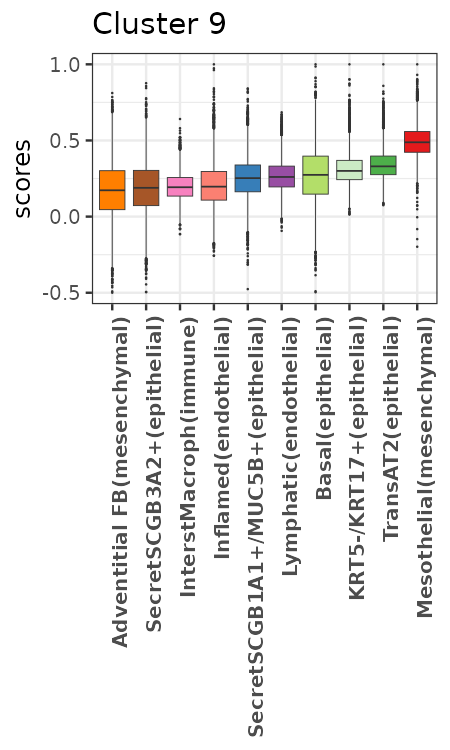 Cluster 9
scores
1.0
0.5
0.0
-0.5
Adventitial FB(mesenchymal)
SecretSCGB3A2+(epithelial)
InterstMacroph(immune)
Inflamed(endothelial)
SecretSCGB1A1+/MUC5B+(epithelial)
Lymphatic(endothelial)
Basal(epithelial)
KRT5-/KRT17+(epithelial)
TransAT2(epithelial)
Mesothelial(mesenchymal)